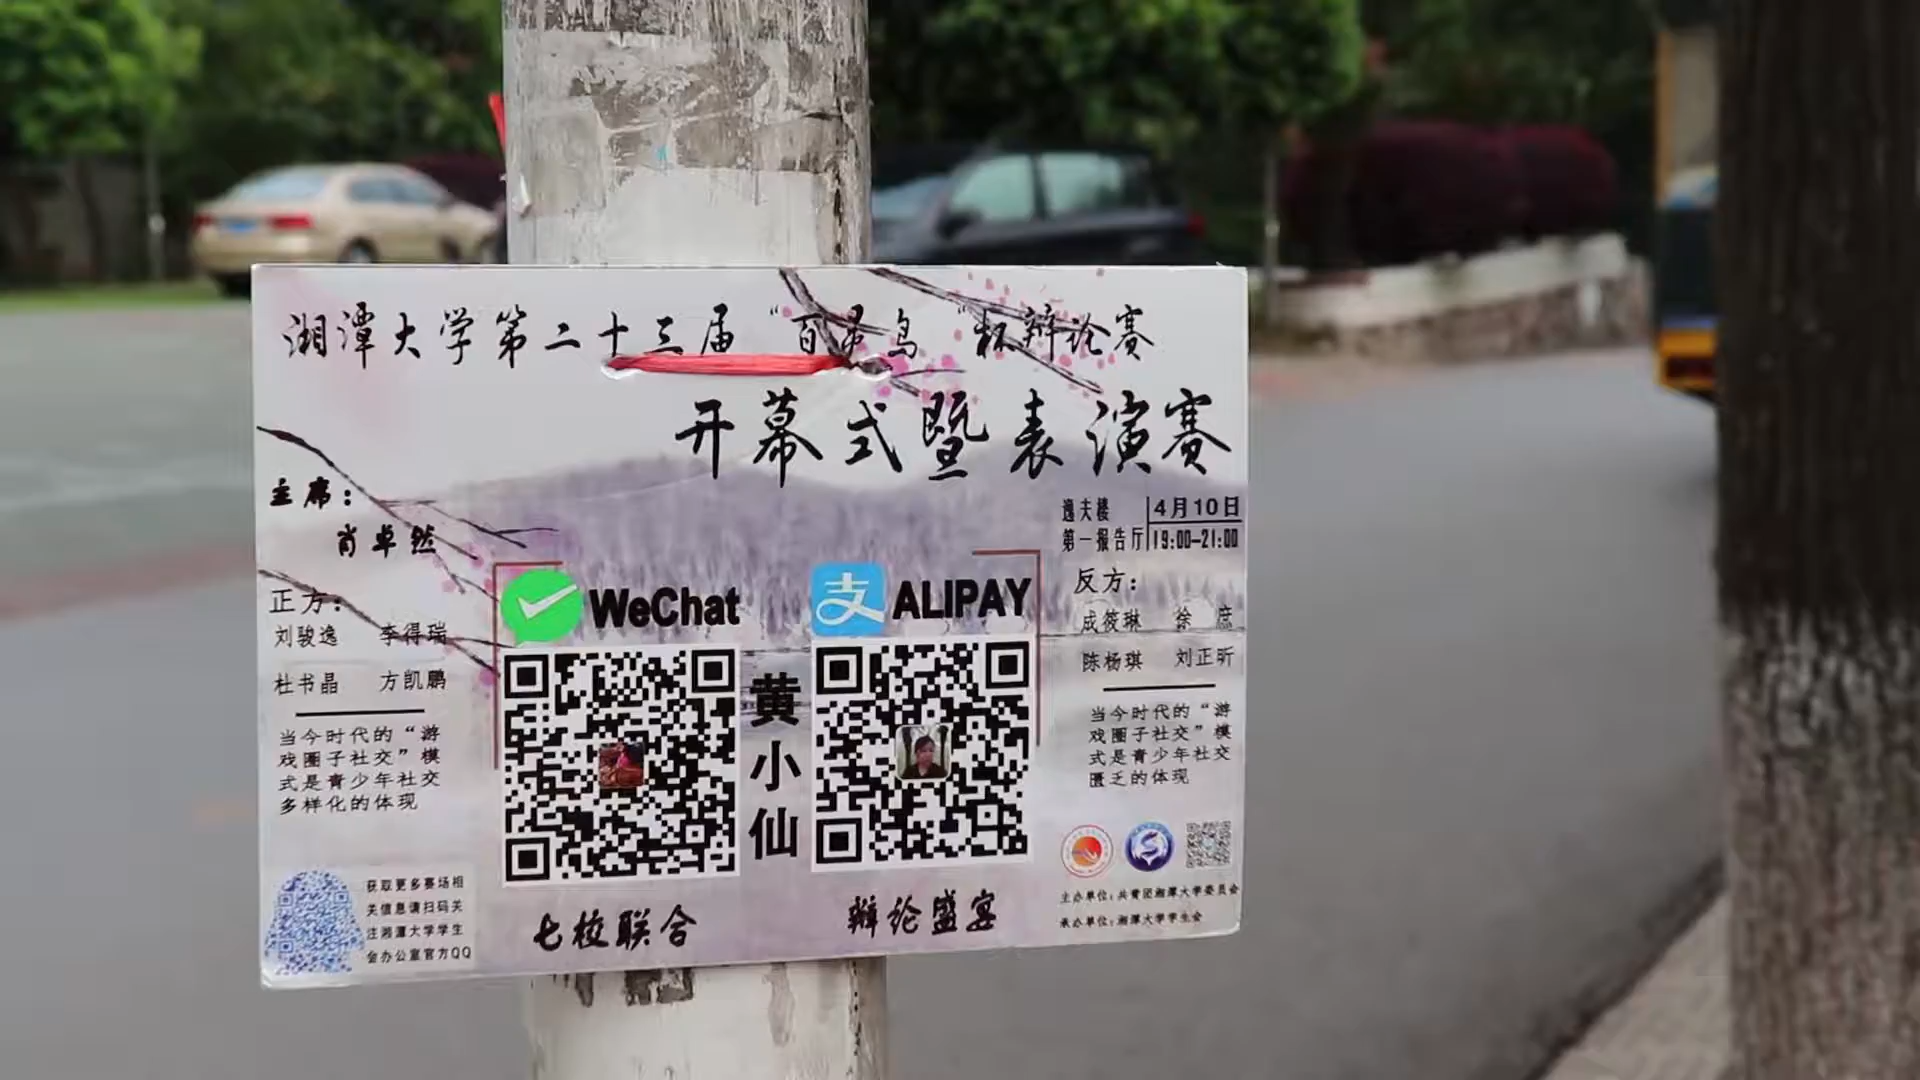 湘潭大学第二十三届“百灵鸟“杯辩论赛
开幕式暨表演赛
主席：
肖卓然
逸夫楼 4月10日
第一报告厅 19:00-21:00
正方：
刘骏逸 李得瑞
杜书晶 方凯鹏
当今时代的“游
戏圈子社交”模
式是青少年社交
多样化的体现
WeChat
黄小仙
ALIPAY
支
反方：
成筱琳 徐庶
陈杨琪 刘正昕
当今时代的“游
戏圈子社交”模
式是青少年社交
匮乏的体现
获取更多赛场相
关信息请扫码关
注湘潭大学学生
会办公室官方QQ
七校联合
辩论盛宴
主办单位：共青团湘潭大学委员会
承办单位：湘潭大学学生会